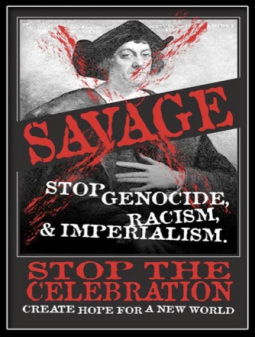 SAVAGE
STOP GENOCIDE,
RACISM,
& IMPERIALISM.
STOP THE
CELEBRATION
CREATE HOPE FOR A NEW WORLD